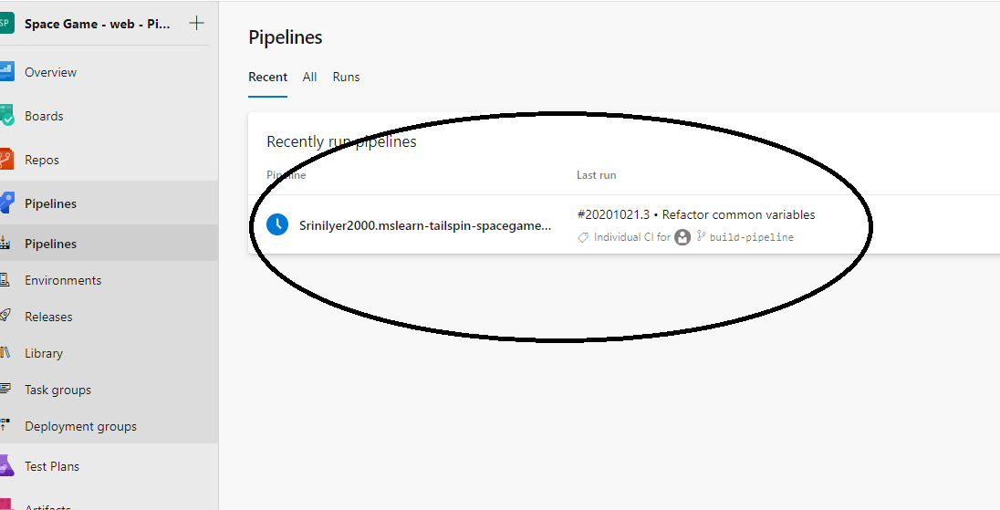 SP Space Game - web - Pi...
Overview
Boards
Repos
Pipelines
Pipelines
Environments
Releases
Library
Task groups
Deployment groups
Test Plans
Artifacts
Pipelines
Recent All Runs
Recently run pipelines
Pipeline Last run
Srinilyer2000.mslearn-tailspin-spacegame... #20201021.3 • Refactor common variables
Individual CI for build-pipeline